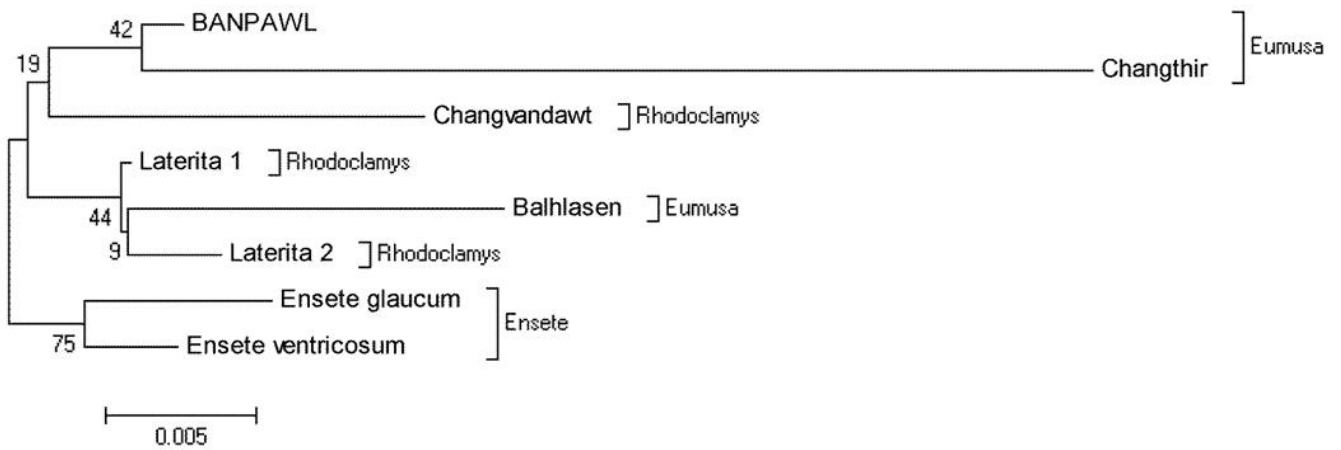 42 BANPAWL
Eumusa
19
Changthir
Changvandawt Rhodoclamys
Laterita 1 Rhodoclamys
44 Balhlasen Eumusa
9 Laterita 2 Rhodoclamys
Ensete glaucum
Ensete
75 Ensete ventricosum
0.005